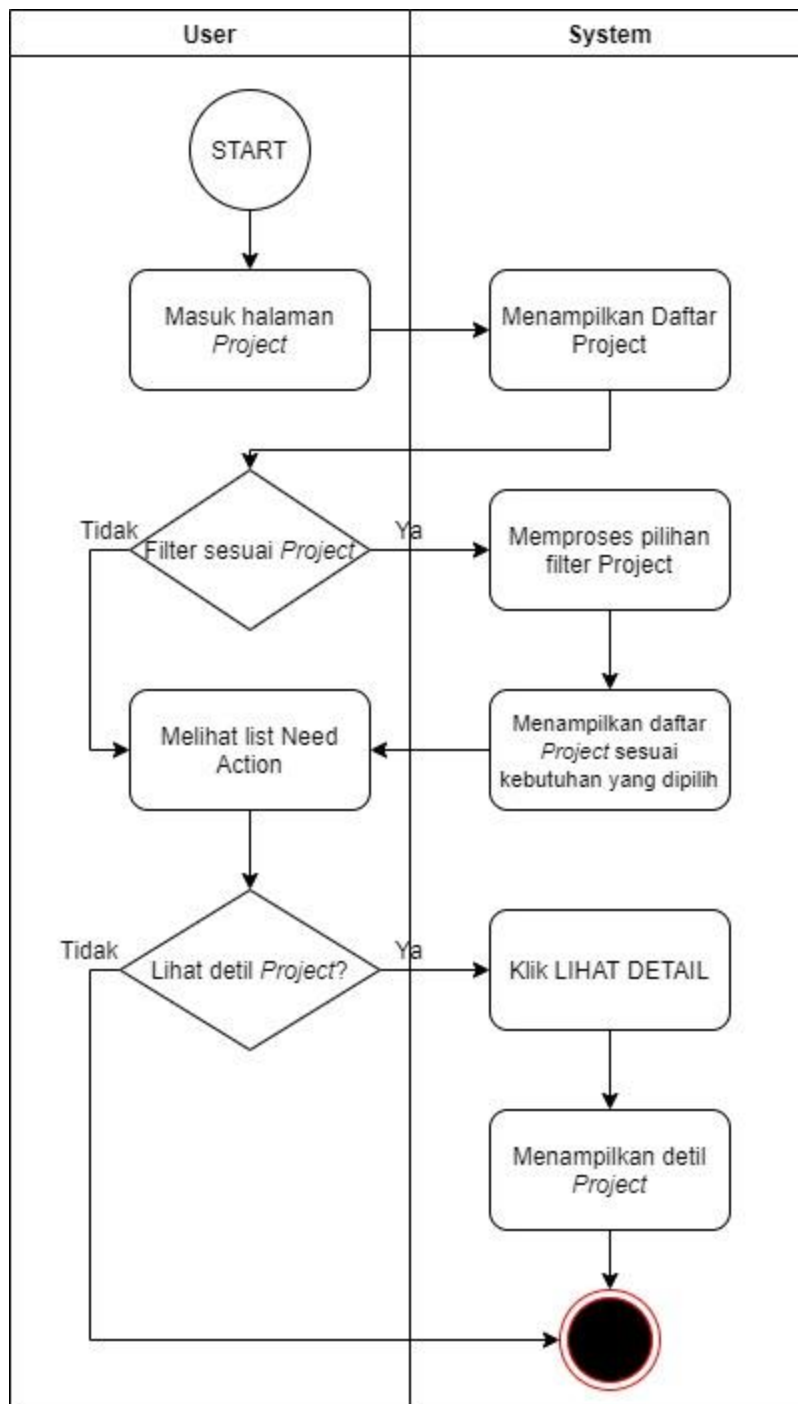 User
System
START
Masuk halaman
Project
Menampilkan Daftar
Project
Tidak
Filter sesuai Project
Ya
Memproses pilihan
filter Project
Melihat list Need
Action
Menampilkan daftar
Project sesuai
kebutuhan yang dipilih
Tidak
Lihat detil Project?
Ya
Klik LIHAT DETAIL
Menampilkan detil
Project